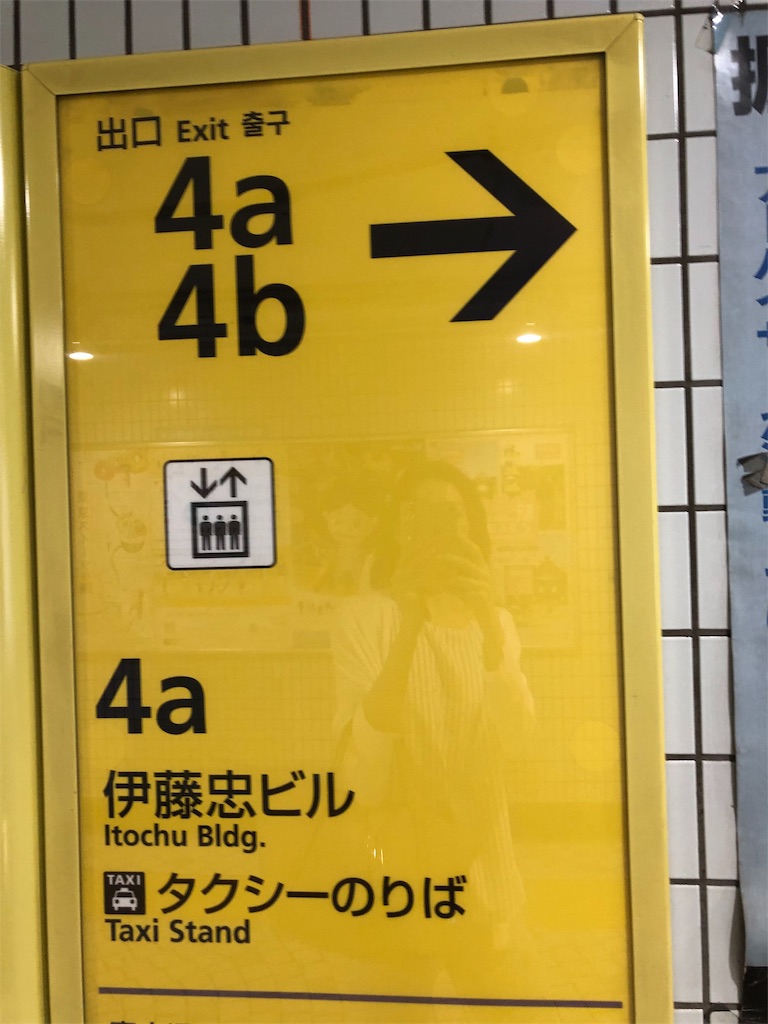 出口 Exit 출구
4a
4b
4a
伊藤忠ビル
Itochu Bldg.
TAXI タクシーのりば
Taxi Stand